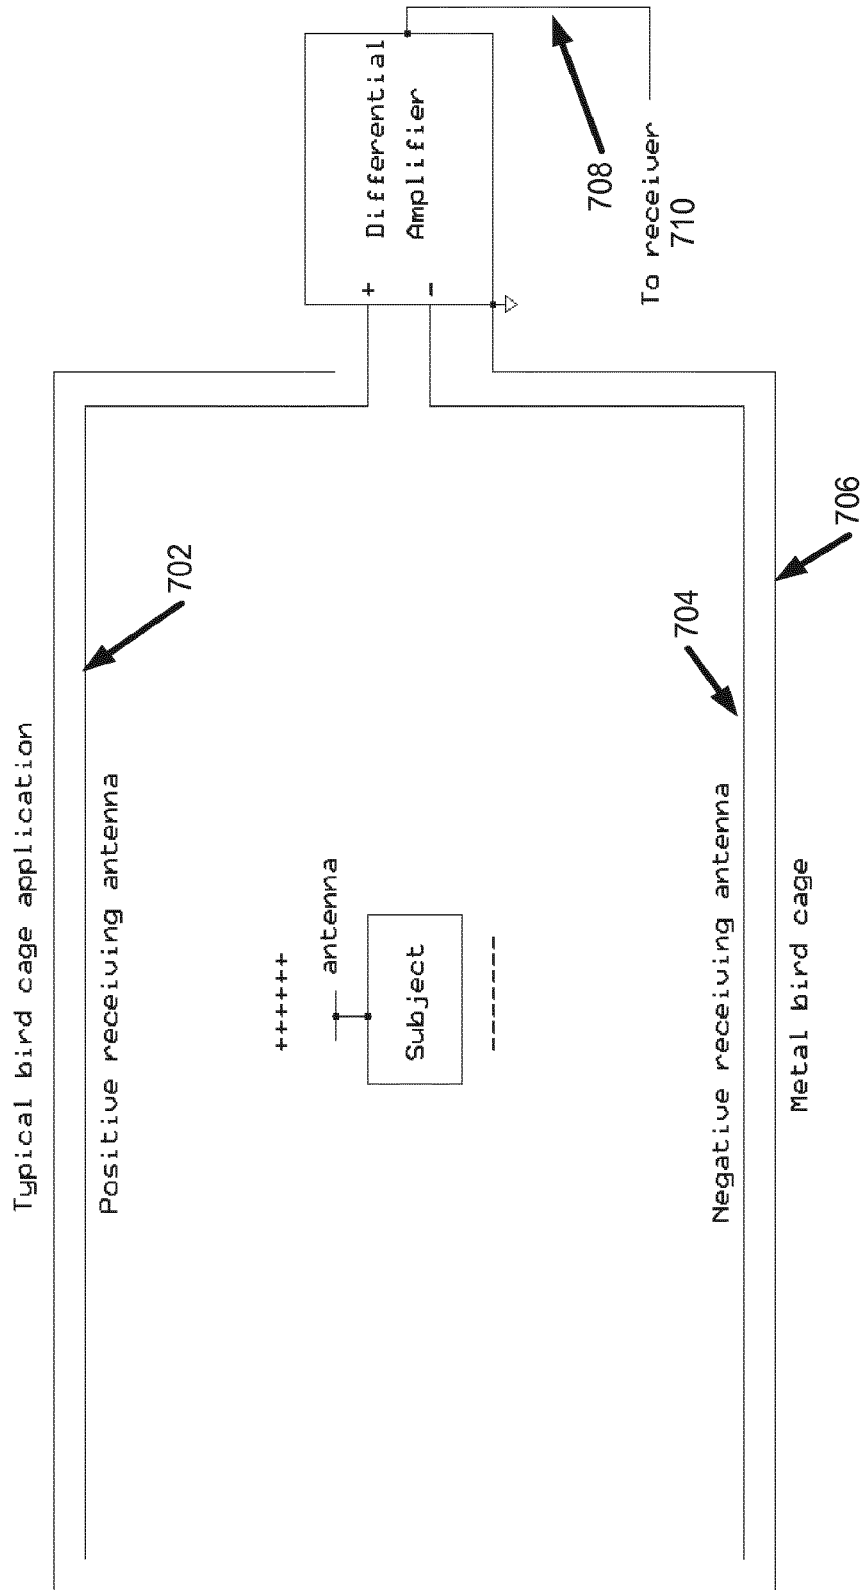 Typical bird cage application
702
Positive receiving antenna
++++++
antenna
Subject
-------
+
-
Differential
Amplifier
708
To receiver
710
704
Negative receiving antenna
706
Metal bird cage